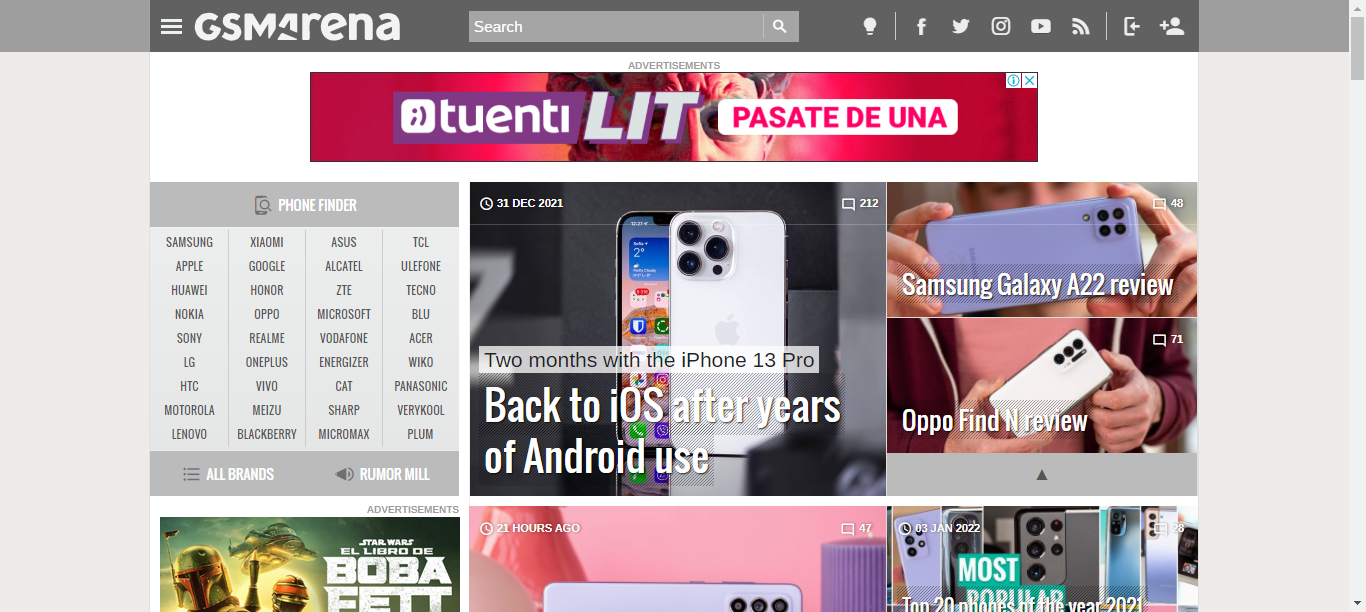 GSMArena
Search
ADVERTISEMENTS
tuenti LIT PASATE DE UNA
PHONE FINDER
SAMSUNG XIAOMI ASUS TCL
APPLE GOOGLE ALCATEL ULEFONE
HUAWEI HONOR ZTE TECNO
NOKIA OPPO MICROSOFT BLU
SONY REALME VODAFONE ACER
LG ONEPLUS ENERGIZER WIKO
HTC VIVO CAT PANASONIC
MOTOROLA MEIZU SHARP VERYKOOL
LENOVO BLACKBERRY MICROMAX PLUM
ALL BRANDS RUMOR MILL
31 DEC 2021 212
12:27
2°
Two months with the iPhone 13 Pro
Back to iOS after years
of Android use
48
Samsung Galaxy A22 review
71
Oppo Find N review
▲
ADVERTISEMENTS
STAR WARS
EL LIBRO DE
BOBA
FETT
21 HOURS AGO 47
03 JAN 2022 28
MOST
POPULAR
Top 20 phones of the year 2021